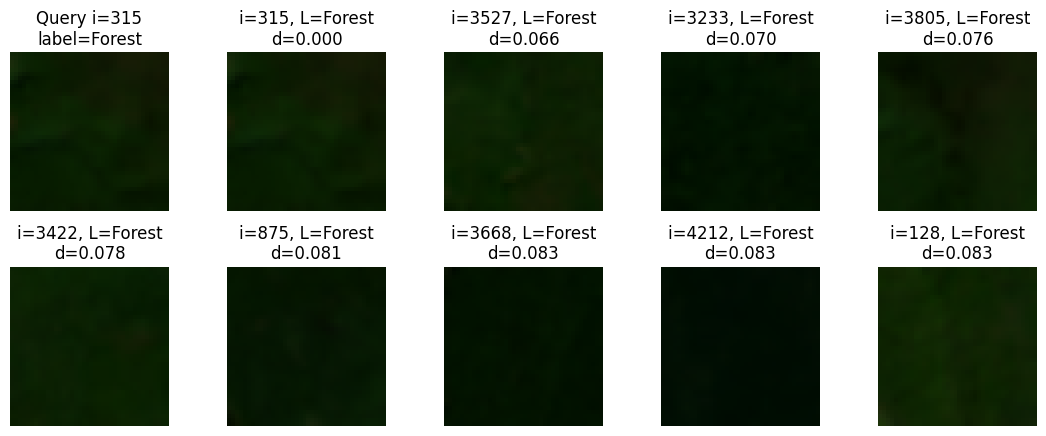 Query i=315
label=Forest
i=315, L=Forest
d=0.000
i=3527, L=Forest
d=0.066
i=3233, L=Forest
d=0.070
i=3805, L=Forest
d=0.076
i=3422, L=Forest
d=0.078
i=875, L=Forest
d=0.081
i=3668, L=Forest
d=0.083
i=4212, L=Forest
d=0.083
i=128, L=Forest
d=0.083